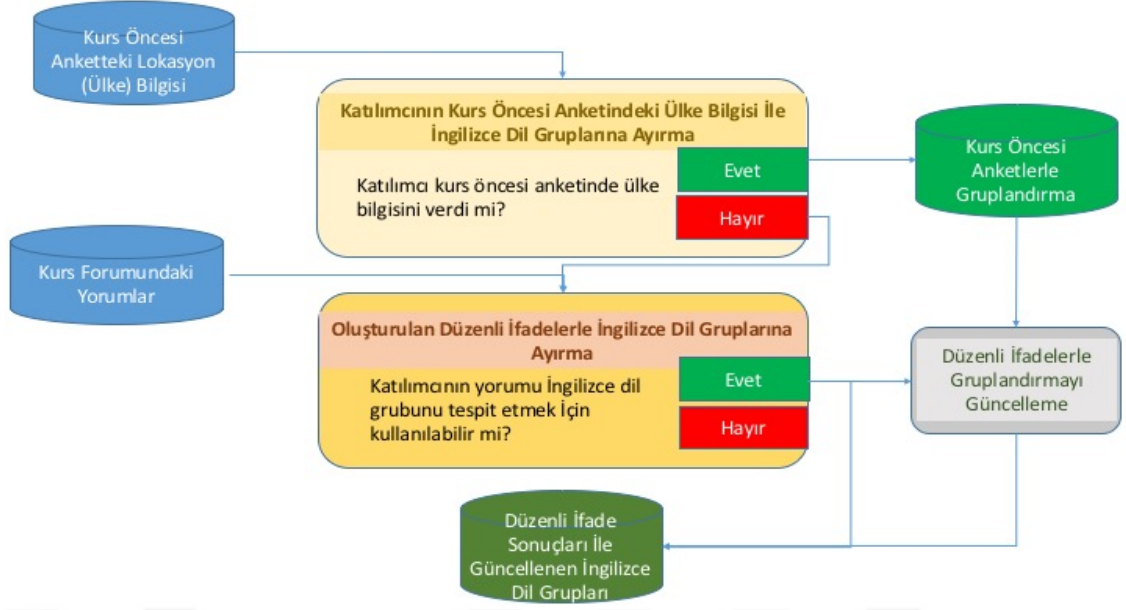 Kurs Öncesi
Anketteki Lokasyon
(Ülke) Bilgisi
Katılımcının Kurs Öncesi Anketindeki Ülke Bilgisi İle
İngilizce Dil Gruplarına Ayırma
Katılımcı kurs öncesi anketinde ülke
bilgisini verdi mi?
Evet
Hayır
Kurs Öncesi
Anketlerle
Gruplandırma
Kurs Forumundaki
Yorumlar
Oluşturulan Düzenli İfadelerle İngilizce Dil Gruplarına
Ayırma
Katılımcının yorumu İngilizce dil
grubunu tespit etmek İçin
kullanılabilir mi?
Evet
Hayır
Düzenli İfadelerle
Gruplandırmayı
Güncelleme
Düzenli İfade
Sonuçları İle
Güncellenen İngilizce
Dil Grupları